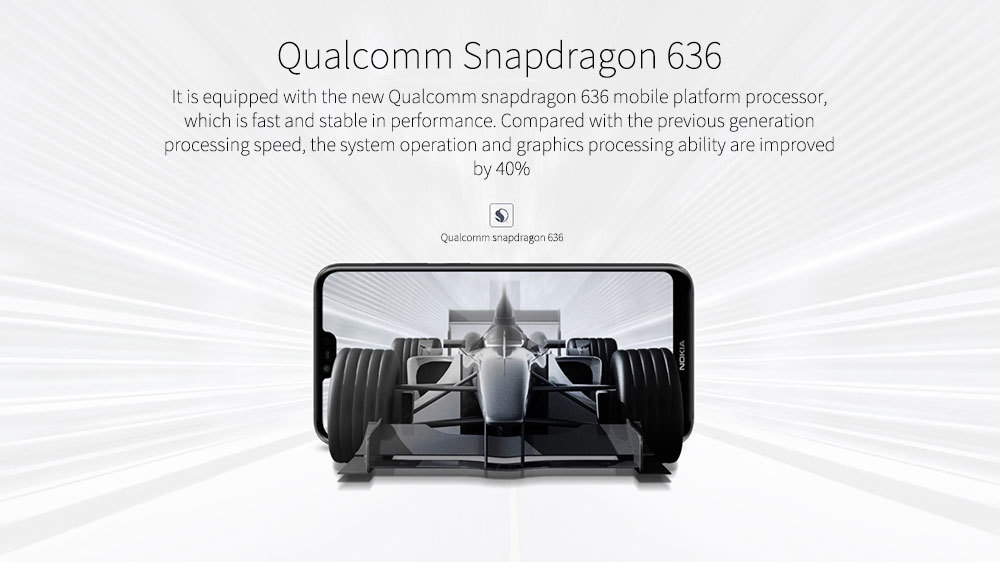 Qualcomm Snapdragon 636
It is equipped with the new Qualcomm snapdragon 636 mobile platform processor,
which is fast and stable in performance. Compared with the previous generation
processing speed, the system operation and graphics processing ability are improved
by 40%
Qualcomm snapdragon 636
NOKIA